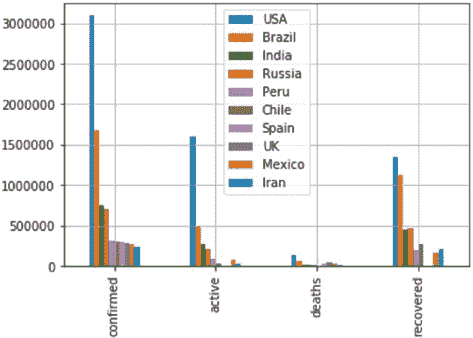 3000000
2500000
2000000
1500000
1000000
500000
0
USA
Brazil
India
Russia
Peru
Chile
Spain
UK
Mexico
Iran
confirmed
active
deaths
recovered